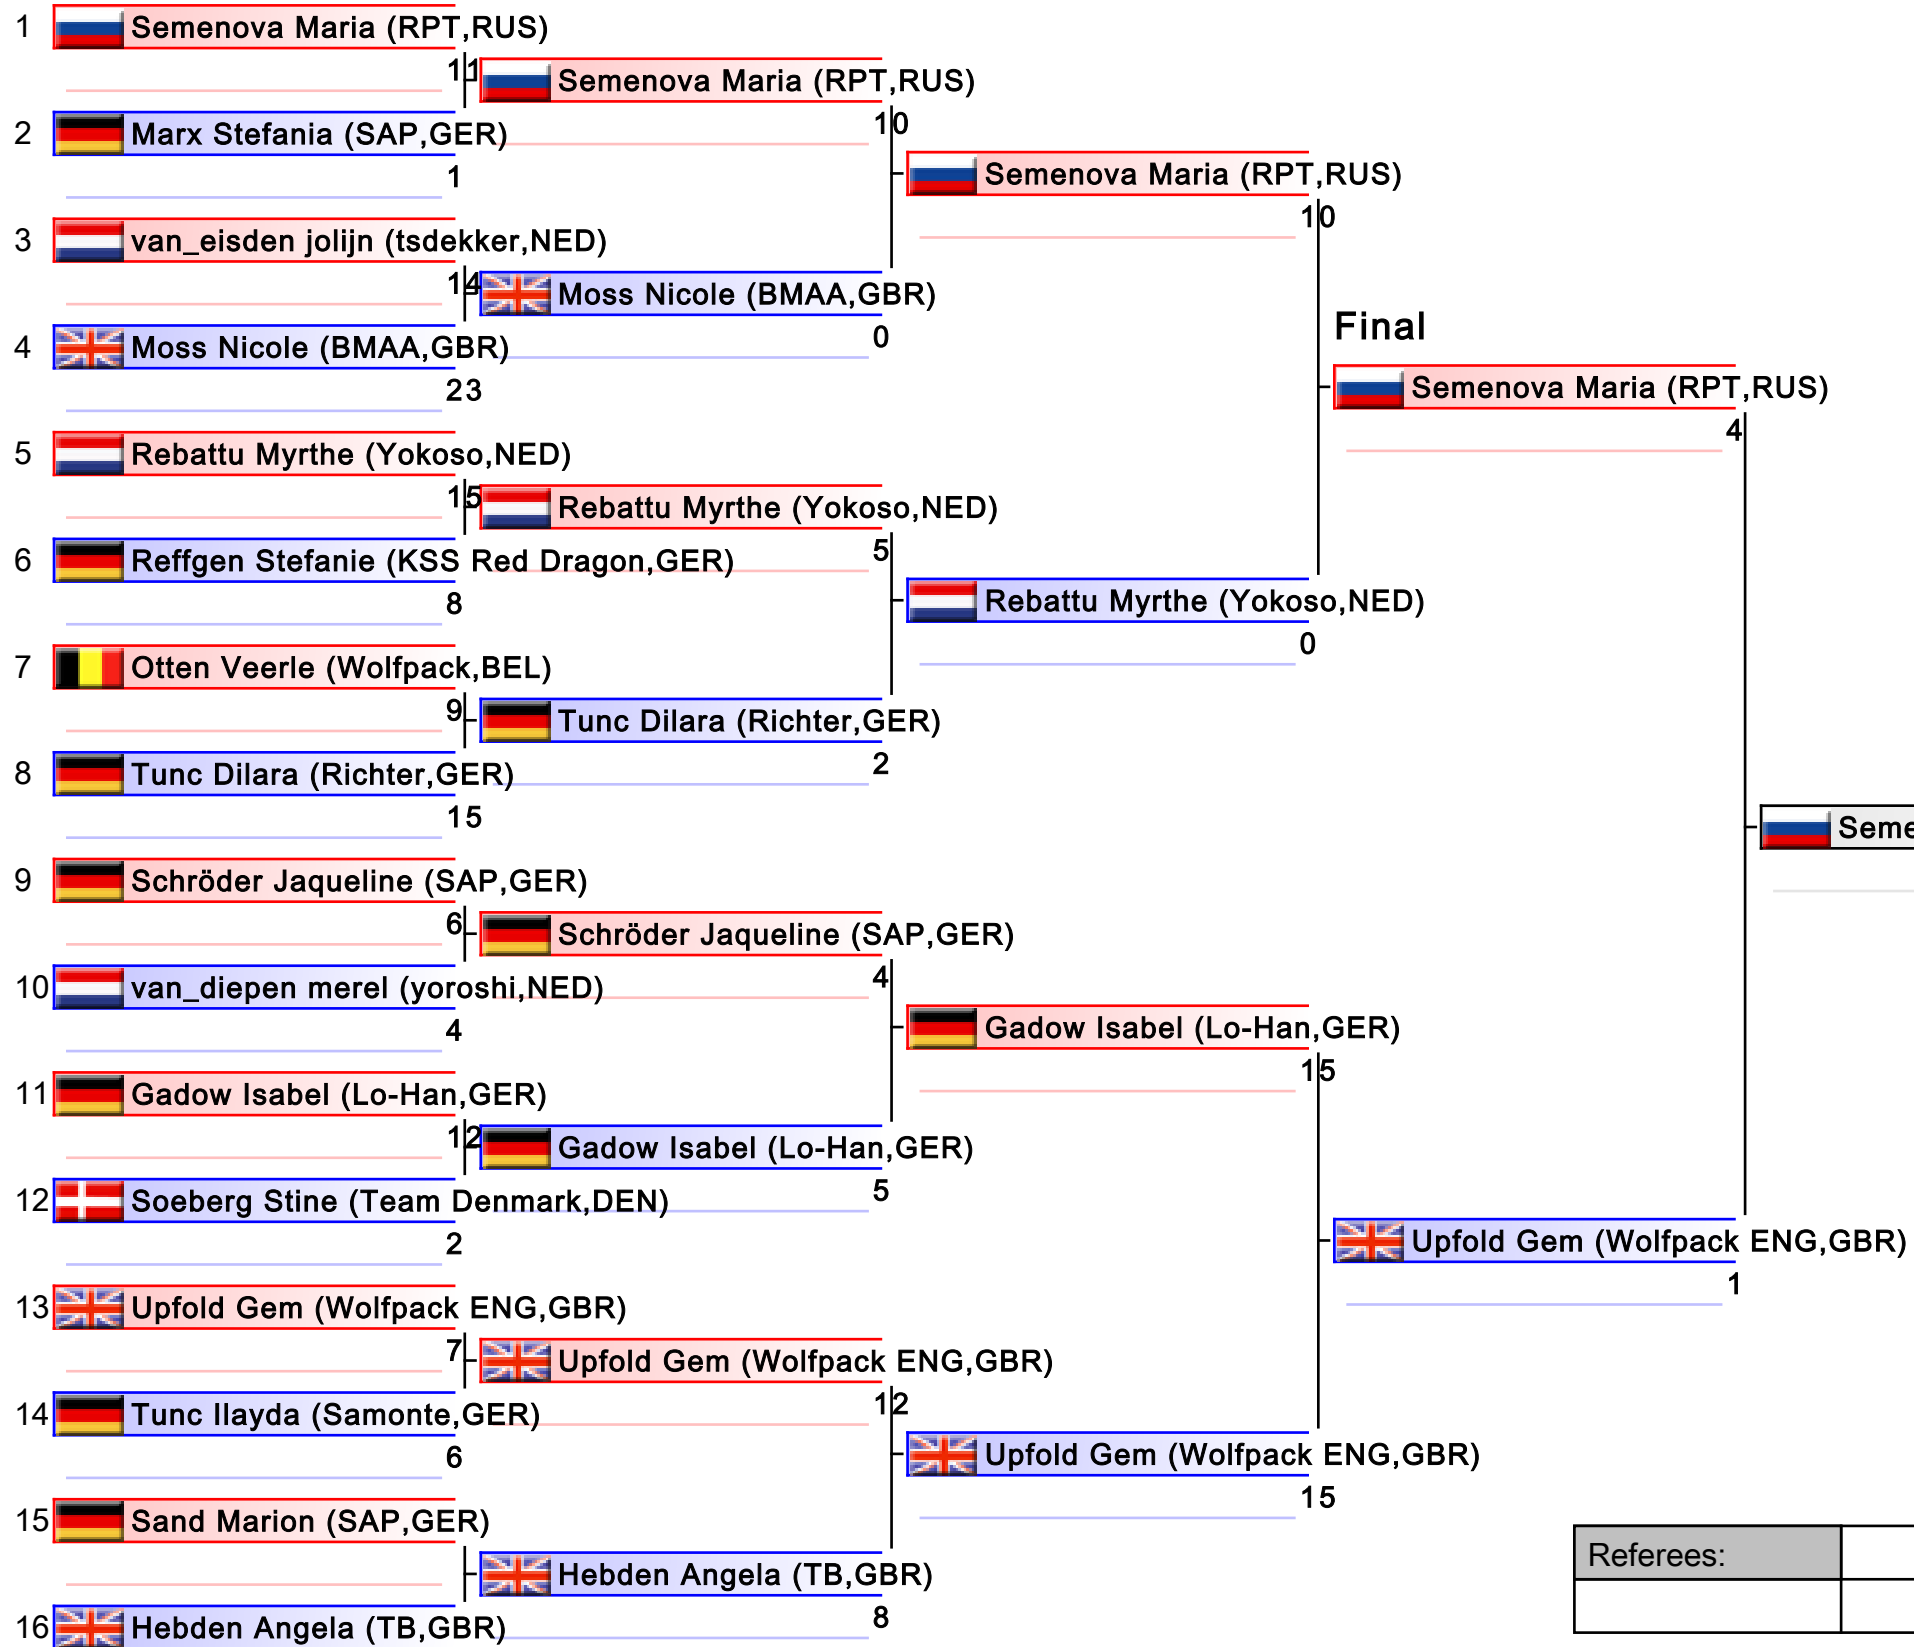 1 Semenova Maria (RPT,RUS)
11
2 Marx Stefania (SAP,GER)
1
3 van_eisden jolijn (tsdekker,NED)
14
4 Moss Nicole (BMAA,GBR)
23
5 Rebattu Myrthe (Yokoso,NED)
15
6 Reffgen Stefanie (KSS Red Dragon,GER)
8
7 Otten Veerle (Wolfpack,BEL)
9
8 Tunc Dilara (Richter,GER)
15
9 Schröder Jaqueline (SAP,GER)
6
10 van_diepen merel (yoroshi,NED)
4
11 Gadow Isabel (Lo-Han,GER)
12
12 Soeberg Stine (Team Denmark,DEN)
2
13 Upfold Gem (Wolfpack ENG,GBR)
7
14 Tunc Ilayda (Samonte,GER)
6
15 Sand Marion (SAP,GER)
16 Hebden Angela (TB,GBR)
Semenova Maria (RPT,RUS)
10
Moss Nicole (BMAA,GBR)
0
Rebattu Myrthe (Yokoso,NED)
5
Tunc Dilara (Richter,GER)
2
Schröder Jaqueline (SAP,GER)
4
Gadow Isabel (Lo-Han,GER)
5
Upfold Gem (Wolfpack ENG,GBR)
12
Hebden Angela (TB,GBR)
8
Semenova Maria (RPT,RUS)
10
Rebattu Myrthe (Yokoso,NED)
0
Gadow Isabel (Lo-Han,GER)
15
Upfold Gem (Wolfpack ENG,GBR)
15
Final
Semenova Maria (RPT,RUS)
4
Upfold Gem (Wolfpack ENG,GBR)
1
Seme
Referees: